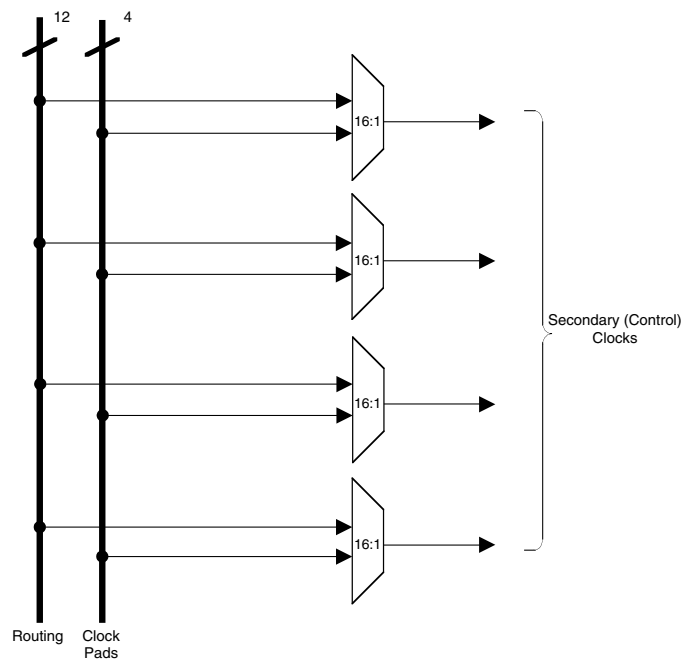 12
4
16:1
16:1
16:1
16:1
Secondary (Control)
Clocks
Routing
Clock
Pads